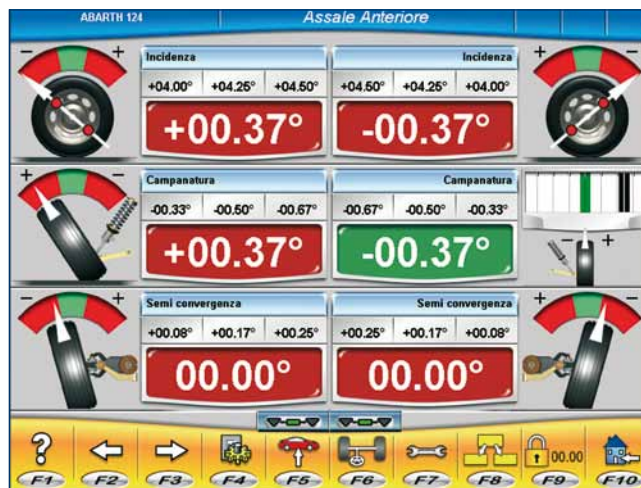 ABARTH 124 Assale Anteriore
- + Incidenza Incidenza + -
+04.00° +04.25° +04.50° +04.50° +04.25° +04.00°
+00.37° -00.37°
+ - Campanatura Campanatura
-00.33° -00.50° -00.67° -00.67° -00.50° -00.33°
+00.37° -00.37°
- +
- + Semi convergenza Semi convergenza + -
+00.08° +00.17° +00.25° +00.25° +00.17° +00.08°
00.00° 00.00°
? 00.00
F1 F2 F3 F4 F5 F6 F7 F8 F9 F10